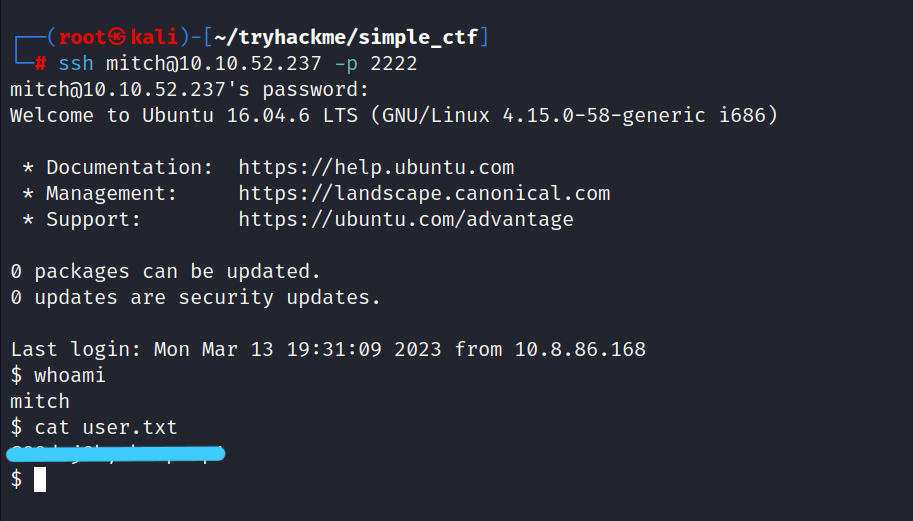 ┌──(root㉿kali)-[~/tryhackme/simple_ctf]
└─# ssh mitch@10.10.52.237 -p 2222
mitch@10.10.52.237's password:
Welcome to Ubuntu 16.04.6 LTS (GNU/Linux 4.15.0-58-generic i686)
* Documentation:  https://help.ubuntu.com
* Management:     https://landscape.canonical.com
* Support:        https://ubuntu.com/advantage
0 packages can be updated.
0 updates are security updates.
Last login: Mon Mar 13 19:31:09 2023 from 10.8.86.168
$ whoami
mitch
$ cat user.txt
$